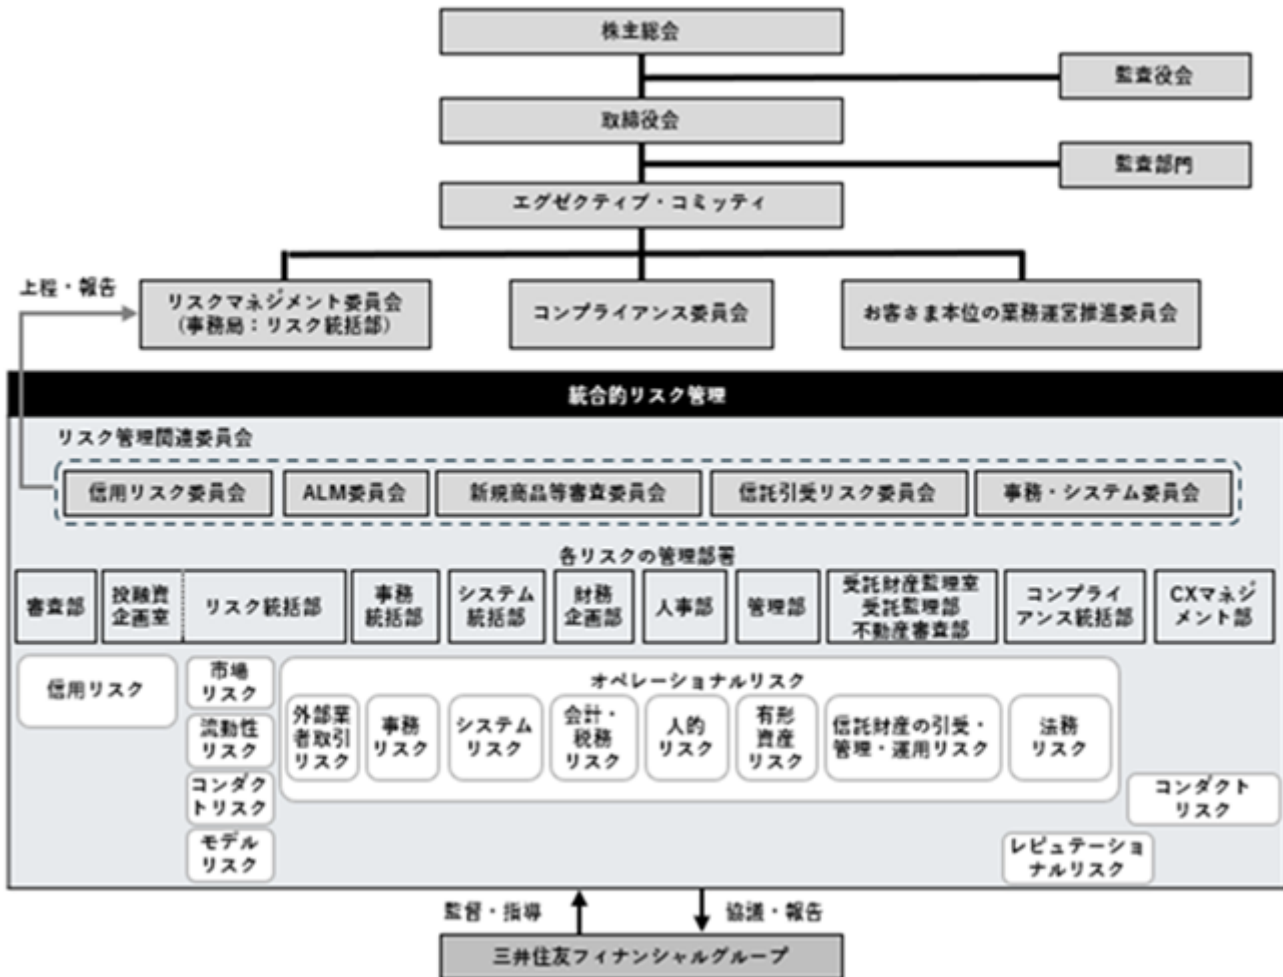 株主総会
監査役会
取締役会
監査部門
エグゼクティブ・コミッティ
上程・報告
リスクマネジメント委員会
(事務局：リスク統括部)
コンプライアンス委員会
お客さま本位の業務運営推進委員会
統合的リスク管理
リスク管理関連委員会
信用リスク委員会
ALM委員会
新規商品等審査委員会
信託引受リスク委員会
事務・システム委員会
各リスクの管理部署
審査部
投融資
企画室
リスク統括部
事務
統括部
システム
統括部
財務
企画部
人事部
管理部
受託財産監理室
受託監理部
不動産審査部
コンプライ
アンス統括部
CXマネジ
メント部
信用リスク
市場
リスク
流動性
リスク
コンダク
トリスク
モデル
リスク
オペレーショナルリスク
外部業
者取引
リスク
事務
リスク
システム
リスク
会計・
税務
リスク
人的
リスク
有形
資産
リスク
信託財産の引受・
管理・運用リスク
法務
リスク
コンダクト
リスク
レピュテーショ
ナルリスク
監督・指導
協議・報告
三井住友フィナンシャルグループ